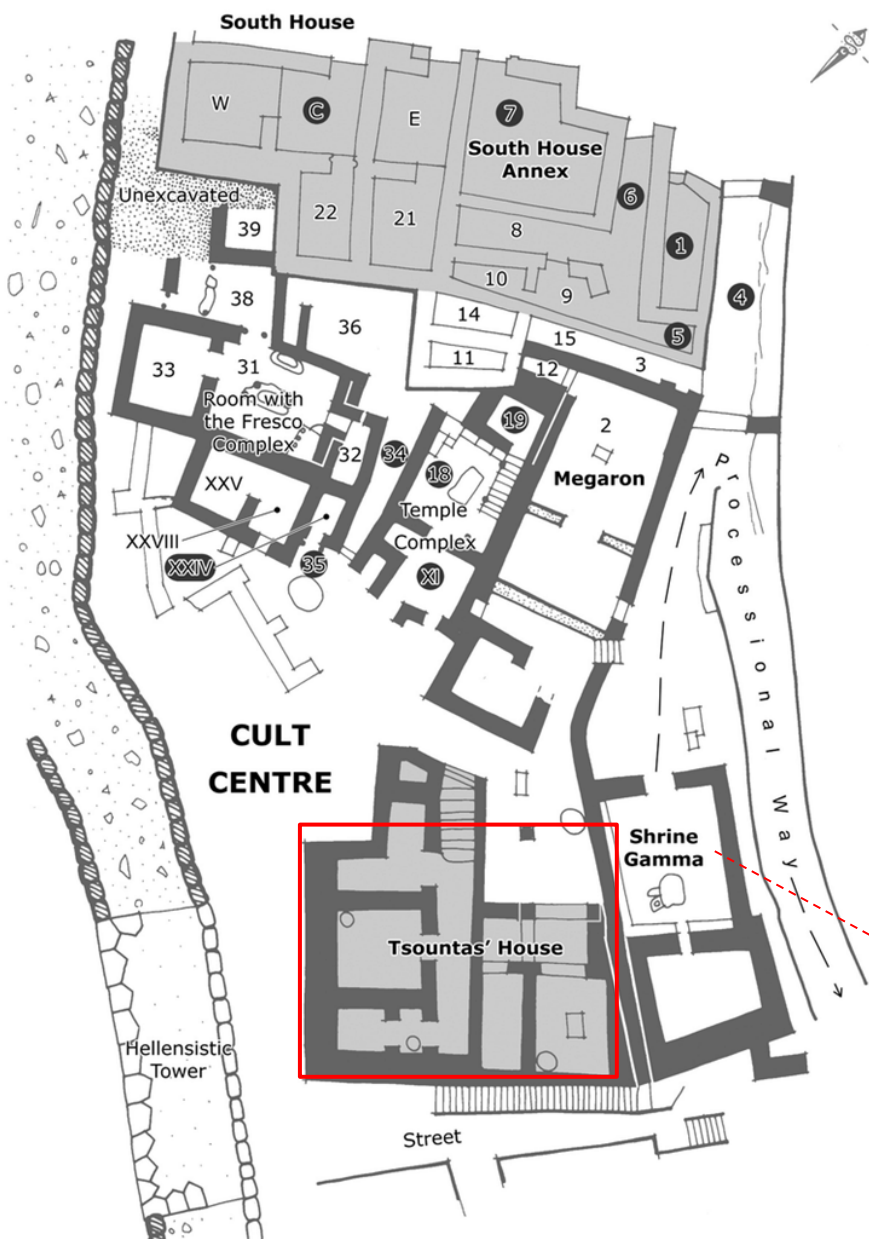 South House
W
C
E
7
South House
Annex
6
Unexcavated
39
22
21
8
1
4
10
9
38
36
14
15
5
11
12
3
33
31
Room with
the Fresco
Complex
19
2
32
34
18
Megaron
XXV
Temple
Complex
XXVIII
XXIV
35
XI
Processional Way
CULT
CENTRE
Shrine
Gamma
Tsountas' House
Hellensistic
Tower
Street